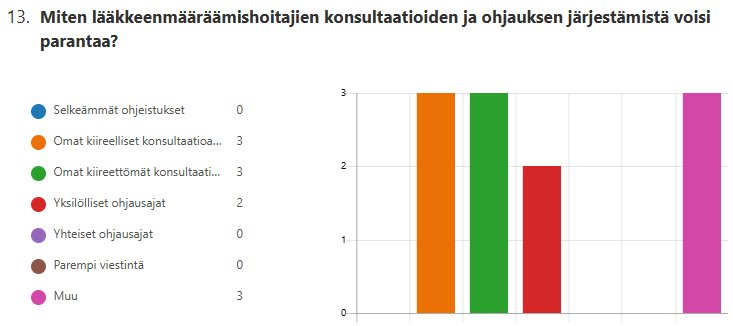 13. Miten lääkkeenmääräämishoitajien konsultaatioiden ja ohjauksen järjestämistä voisi
parantaa?
Selkeämmät ohjeistukset 0
Omat kiireelliset konsultaatioa... 3
Omat kiireettömät konsultaati... 3
Yksilölliset ohjausajat 2
Yhteiset ohjausajat 0
Parempi viestintä 0
Muu 3
3
2
1
0